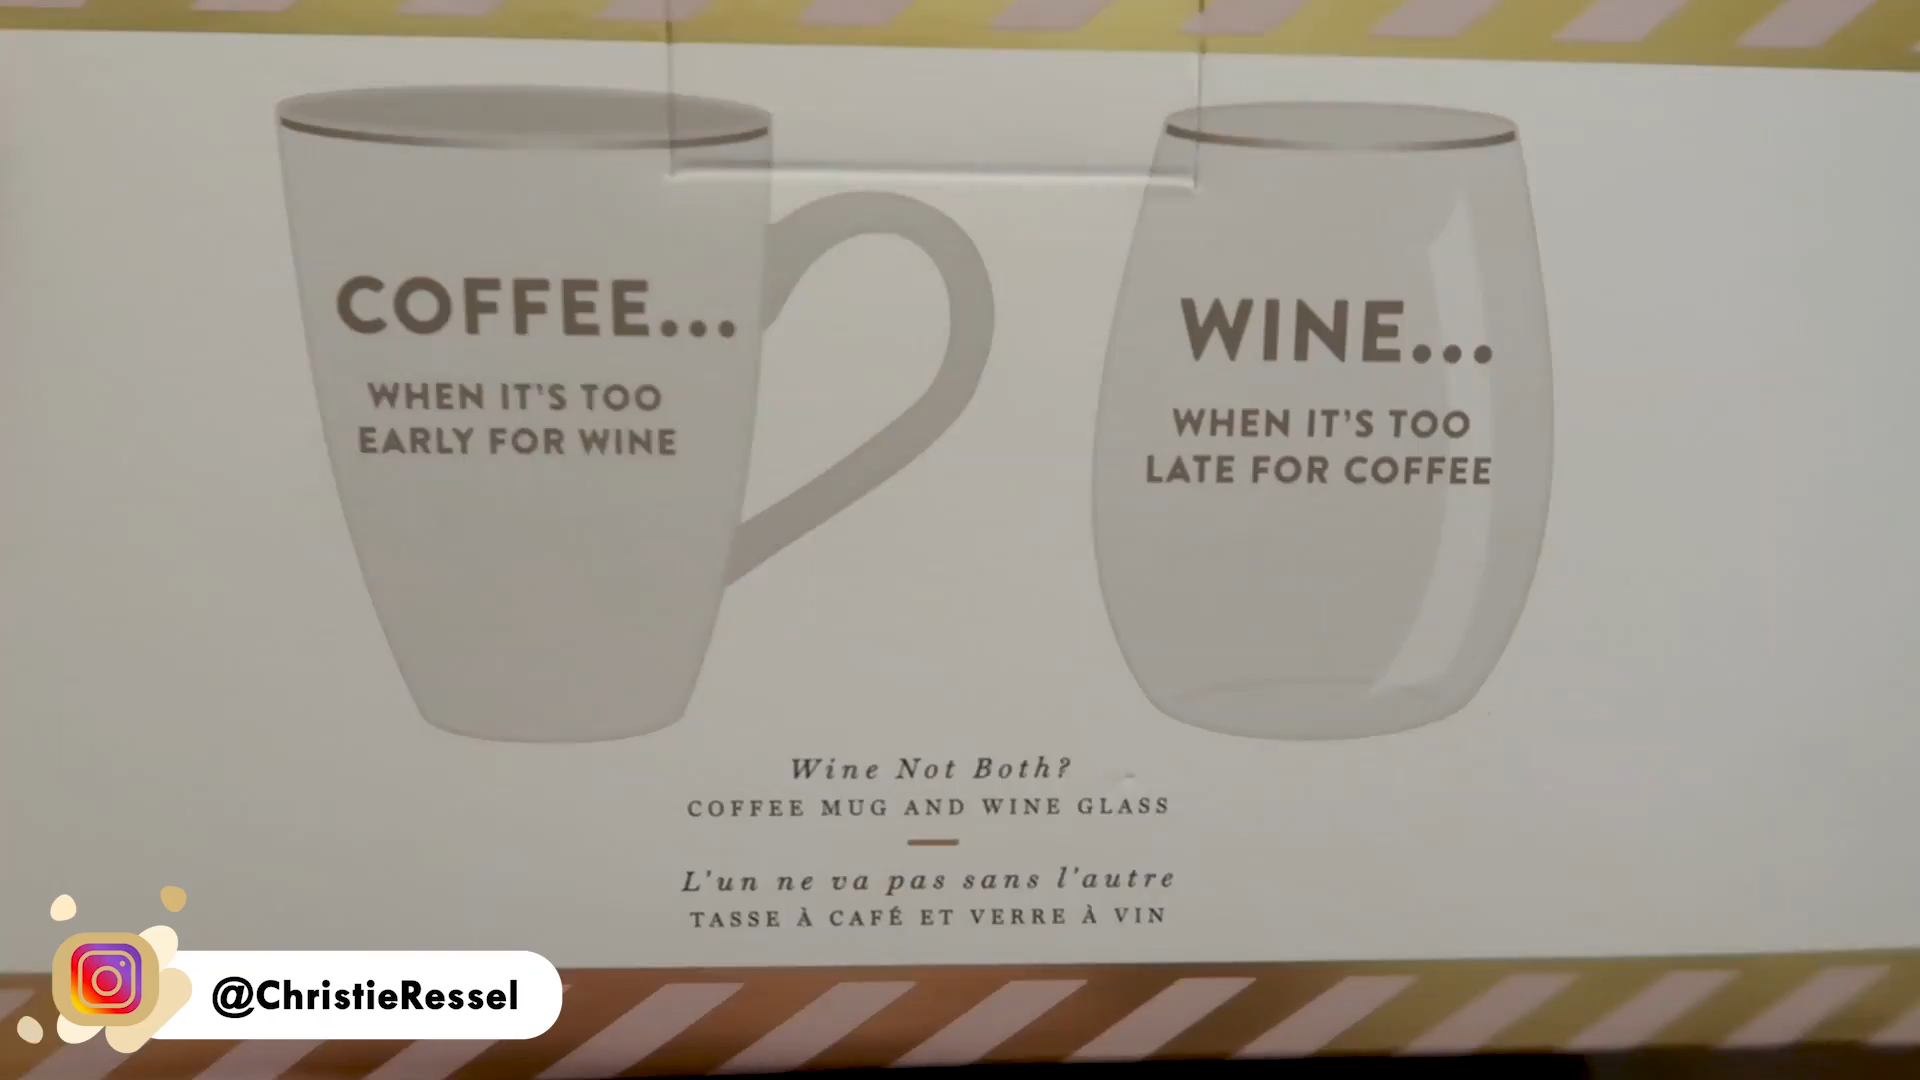 COFFEE...
WHEN IT'S TOO
EARLY FOR WINE
WINE...
WHEN IT'S TOO
LATE FOR COFFEE
Wine Not Both?
COFFEE MUG AND WINE GLASS
L'un ne va pas sans l'autre
TASSE À CAFÉ ET VERRE À VIN
@ChristieRessel